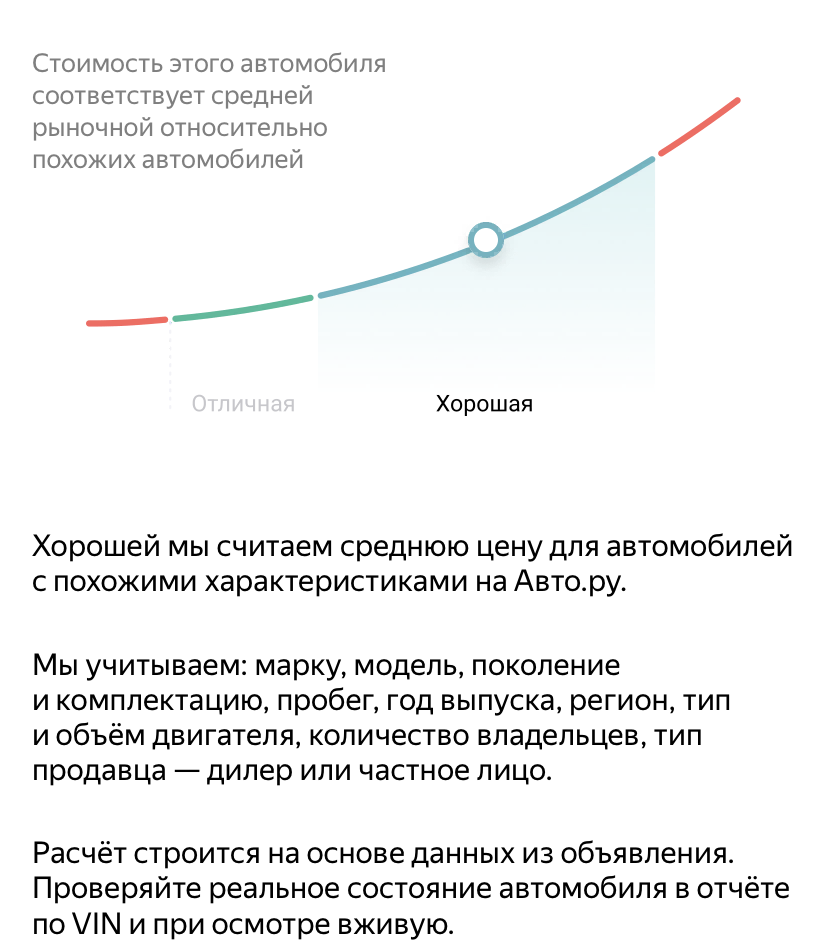 Стоимость этого автомобиля
соответствует средней
рыночной относительно
похожих автомобилей
Отличная
Хорошая
Хорошей мы считаем среднюю цену для автомобилей
с похожими характеристиками на Авто.ру.
Мы учитываем: марку, модель, поколение
и комплектацию, пробег, год выпуска, регион, тип
и объём двигателя, количество владельцев, тип
продавца — дилер или частное лицо.
Расчёт строится на основе данных из объявления.
Проверяйте реальное состояние автомобиля в отчёте
по VIN и при осмотре вживую.